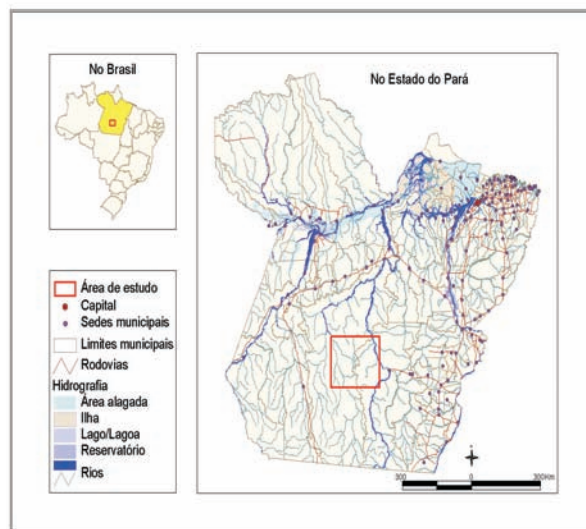 No Brasil
No Estado do Pará
Área de estudo
Capital
Sedes municipais
Limites municipais
Rodovias
Hidrografia
Área alagada
Ilha
Lago/Lagoa
Reservatório
Rios
300 0 300Km